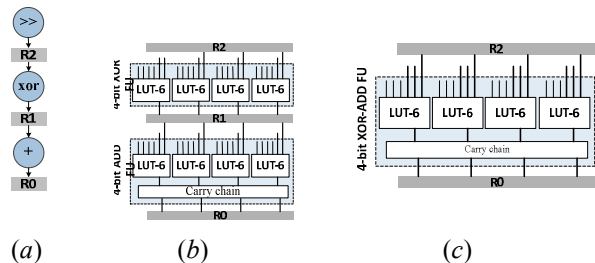 >>
R2
xor
R1
+
R0
(a)
R2
4-bit XOR
FU
LUT-6 LUT-6 LUT-6 LUT-6
R1
4-bit ADD
FU
LUT-6 LUT-6 LUT-6 LUT-6
Carry chain
R0
(b)
R2
4-bit XOR-ADD FU
LUT-6 LUT-6 LUT-6 LUT-6
Carry chain
R0
(c)